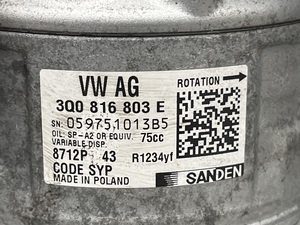 VW AG
3Q0 816 803 E
ROTATION
SN: 059751013B5
OIL: SP-A2 OR EQUIV. 75cc
VARIABLE DISP.
8712P 43 R1234yf
CODE SYP
MADE IN POLAND
SANDEN